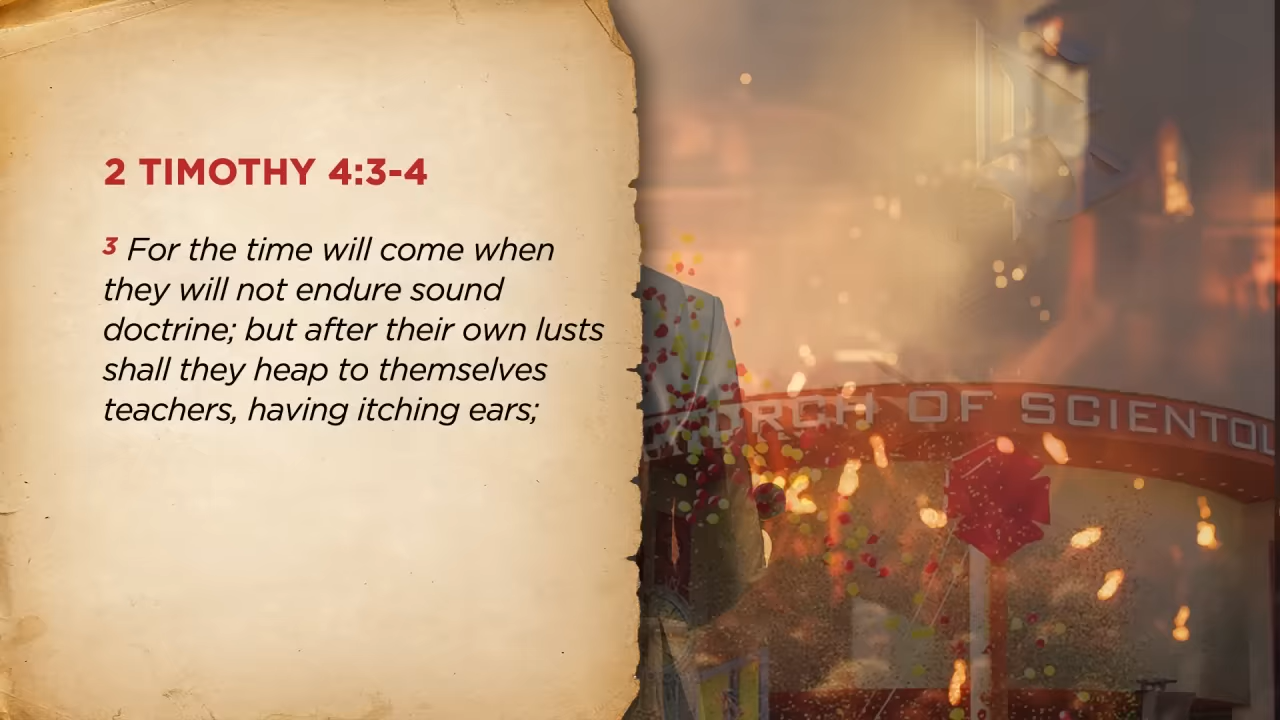 2 TIMOTHY 4:3-4
3 For the time will come when
they will not endure sound
doctrine; but after their own lusts
shall they heap to themselves
teachers, having itching ears;
CHURCH OF SCIENTOL